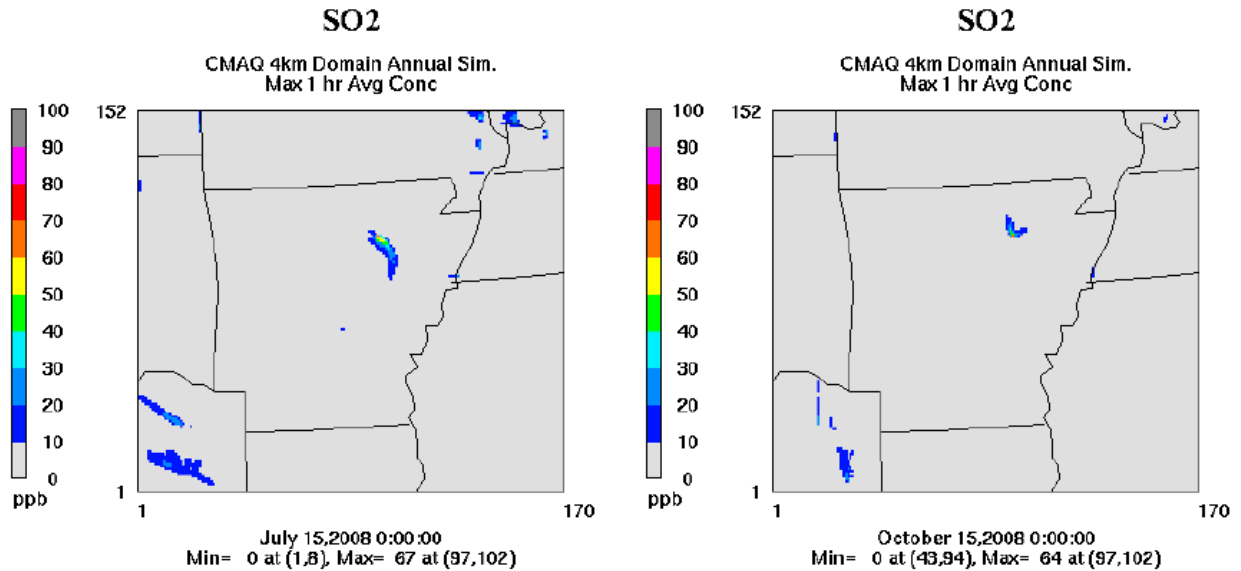 SO2
CMAQ 4km Domain Annual Sim.
Max 1 hr Avg Conc
100
90
80
70
60
50
40
30
20
10
0
ppb
152
1
1
170
July 15,2008 0:00:00
Min= 0 at (1,8), Max= 67 at (97,102)
SO2
CMAQ 4km Domain Annual Sim.
Max 1 hr Avg Conc
100
90
80
70
60
50
40
30
20
10
0
ppb
152
1
1
170
October 15,2008 0:00:00
Min= 0 at (43,94), Max= 64 at (97,102)